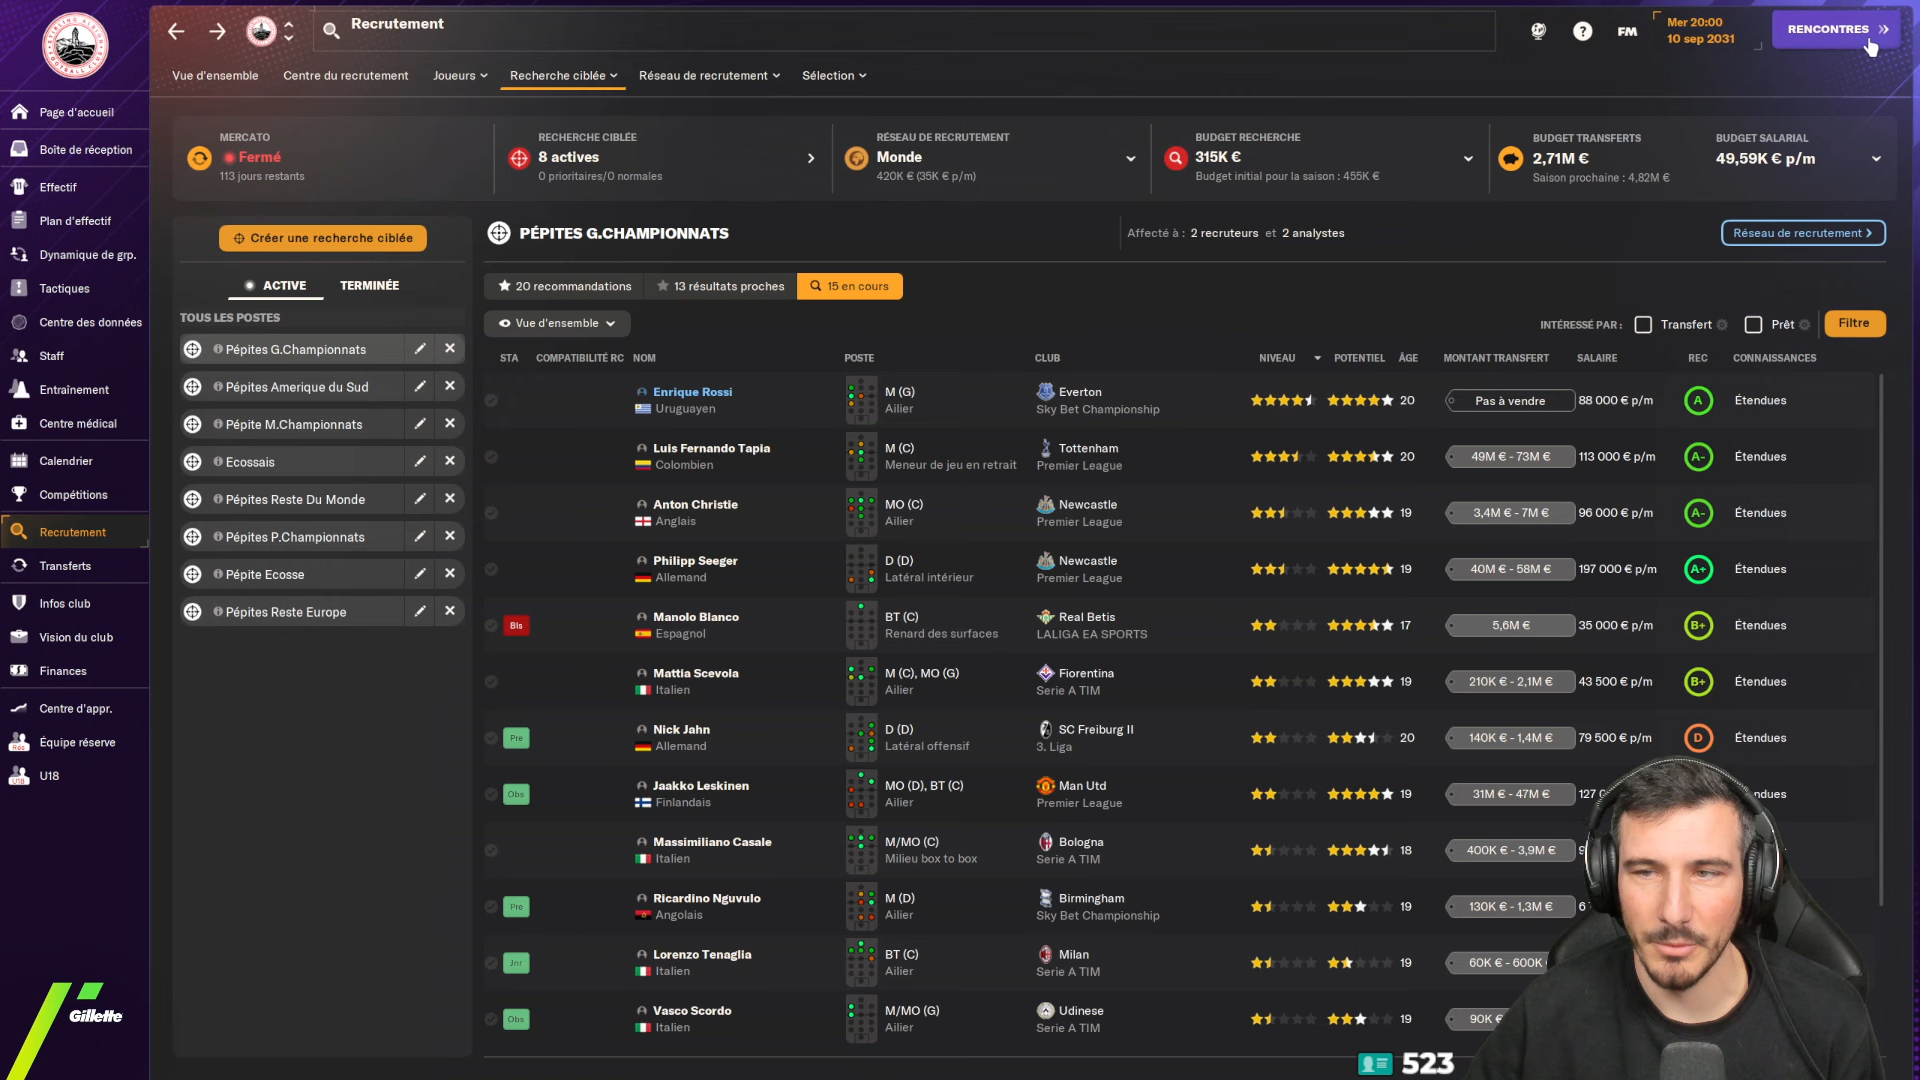 Recrutement
FM
Mer 20:00
10 sep 2031
RENCONTRES
Vue d'ensemble
Centre du recrutement
Joueurs
Recherche ciblée
Réseau de recrutement
Sélection
Page d'accueil
Boîte de réception
Effectif
Plan d'effectif
Dynamique de grp.
Tactiques
Centre des données
Staff
Entraînement
Centre médical
Calendrier
Compétitions
Recrutement
Transferts
Infos club
Vision du club
Finances
Centre d'appr.
Équipe réserve
U18
Gillette
MERCATO
Fermé
113 jours restants
RECHERCHE CIBLÉE
8 actives
0 prioritaires/0 normales
RÉSEAU DE RECRUTEMENT
Monde
420K € (35K € p/m)
BUDGET RECHERCHE
315K €
Budget initial pour la saison : 455K €
BUDGET TRANSFERTS
2,71M €
Saison prochaine : 4,82M €
BUDGET SALARIAL
49,59K € p/m
Créer une recherche ciblée
ACTIVE
TERMINÉE
TOUS LES POSTES
Pépites G.Championnats
Pépites Amerique du Sud
Pépite M.Championnats
Ecossais
Pépites Reste Du Monde
Pépites P.Championnats
Pépite Ecosse
Pépites Reste Europe
PÉPITES G.CHAMPIONNATS
Affecté à : 2 recruteurs et 2 analystes
Réseau de recrutement
20 recommandations
13 résultats proches
15 en cours
Vue d'ensemble
INTÉRESSÉ PAR :
Transfert
Prêt
Filtre
STA COMPATIBILITÉ RC NOM POSTE CLUB NIVEAU POTENTIEL ÂGE MONTANT TRANSFERT SALAIRE REC CONNAISSANCES
Enrique Rossi M (G) Everton 20 Pas à vendre 88 000 € p/m A Étendues
Uruguayen Ailier Sky Bet Championship
Luis Fernando Tapia M (C) Tottenham 20 49M € - 73M € 113 000 € p/m A- Étendues
Colombien Meneur de jeu en retrait Premier League
Anton Christie MO (C) Newcastle 19 3,4M € - 7M € 96 000 € p/m A- Étendues
Anglais Ailier Premier League
Philipp Seeger D (D) Newcastle 19 40M € - 58M € 197 000 € p/m A+ Étendues
Allemand Latéral intérieur Premier League
Bls Manolo Blanco BT (C) Real Betis 17 5,6M € 35 000 € p/m B+ Étendues
Espagnol Renard des surfaces LALIGA EA SPORTS
Mattia Scevola M (C), MO (G) Fiorentina 19 210K € - 2,1M € 43 500 € p/m B+ Étendues
Italien Ailier Serie A TIM
Pre Nick Jahn D (D) SC Freiburg II 20 140K € - 1,4M € 79 500 € p/m D Étendues
Allemand Latéral offensif 3. Liga
Obs Jaakko Leskinen MO (D), BT (C) Man Utd 19 31M € - 47M € 127 ndues
Finlandais Ailier Premier League
Massimiliano Casale M/MO (C) Bologna 18 400K € - 3,9M €
Italien Milieu box to box Serie A TIM
Pre Ricardino Nguvulo M (D) Birmingham 19 130K € - 1,3M € 6
Angolais Ailier Sky Bet Championship
Jnr Lorenzo Tenaglia BT (C) Milan 19 60K € - 600K
Italien Ailier Serie A TIM
Obs Vasco Scordo M/MO (G) Udinese 19 90K €
Italien Ailier Serie A TIM
523